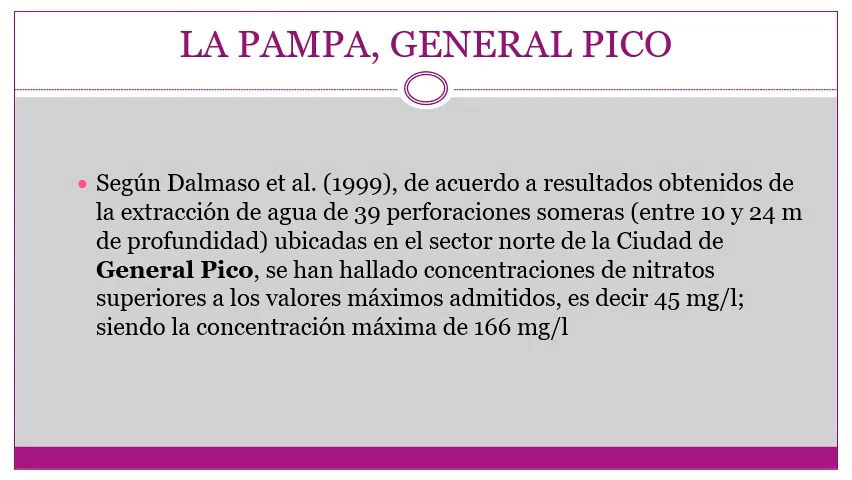 LA PAMPA, GENERAL PICO
• Según Dalmaso et al. (1999), de acuerdo a resultados obtenidos de
la extracción de agua de 39 perforaciones someras (entre 10 y 24 m
de profundidad) ubicadas en el sector norte de la Ciudad de
General Pico, se han hallado concentraciones de nitratos
superiores a los valores máximos admitidos, es decir 45 mg/l;
siendo la concentración máxima de 166 mg/l